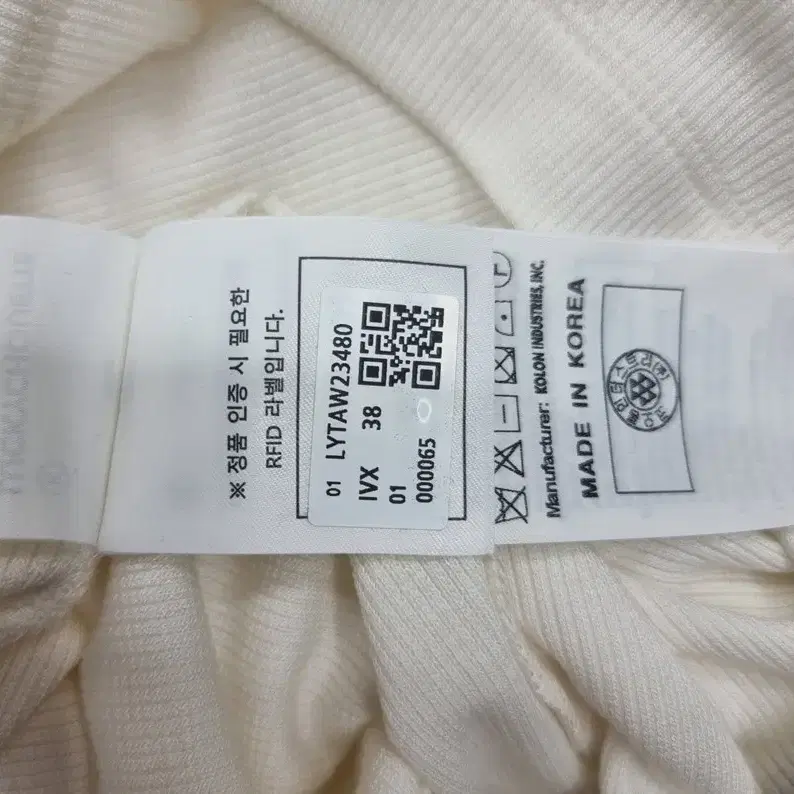 ※ 정품 인증 시 필요한
RFID 라벨입니다.
01 LYTAW23480
IVX 38
01
000065
Manufacturer: KOLON INDUSTRIES, INC.
MADE IN KOREA